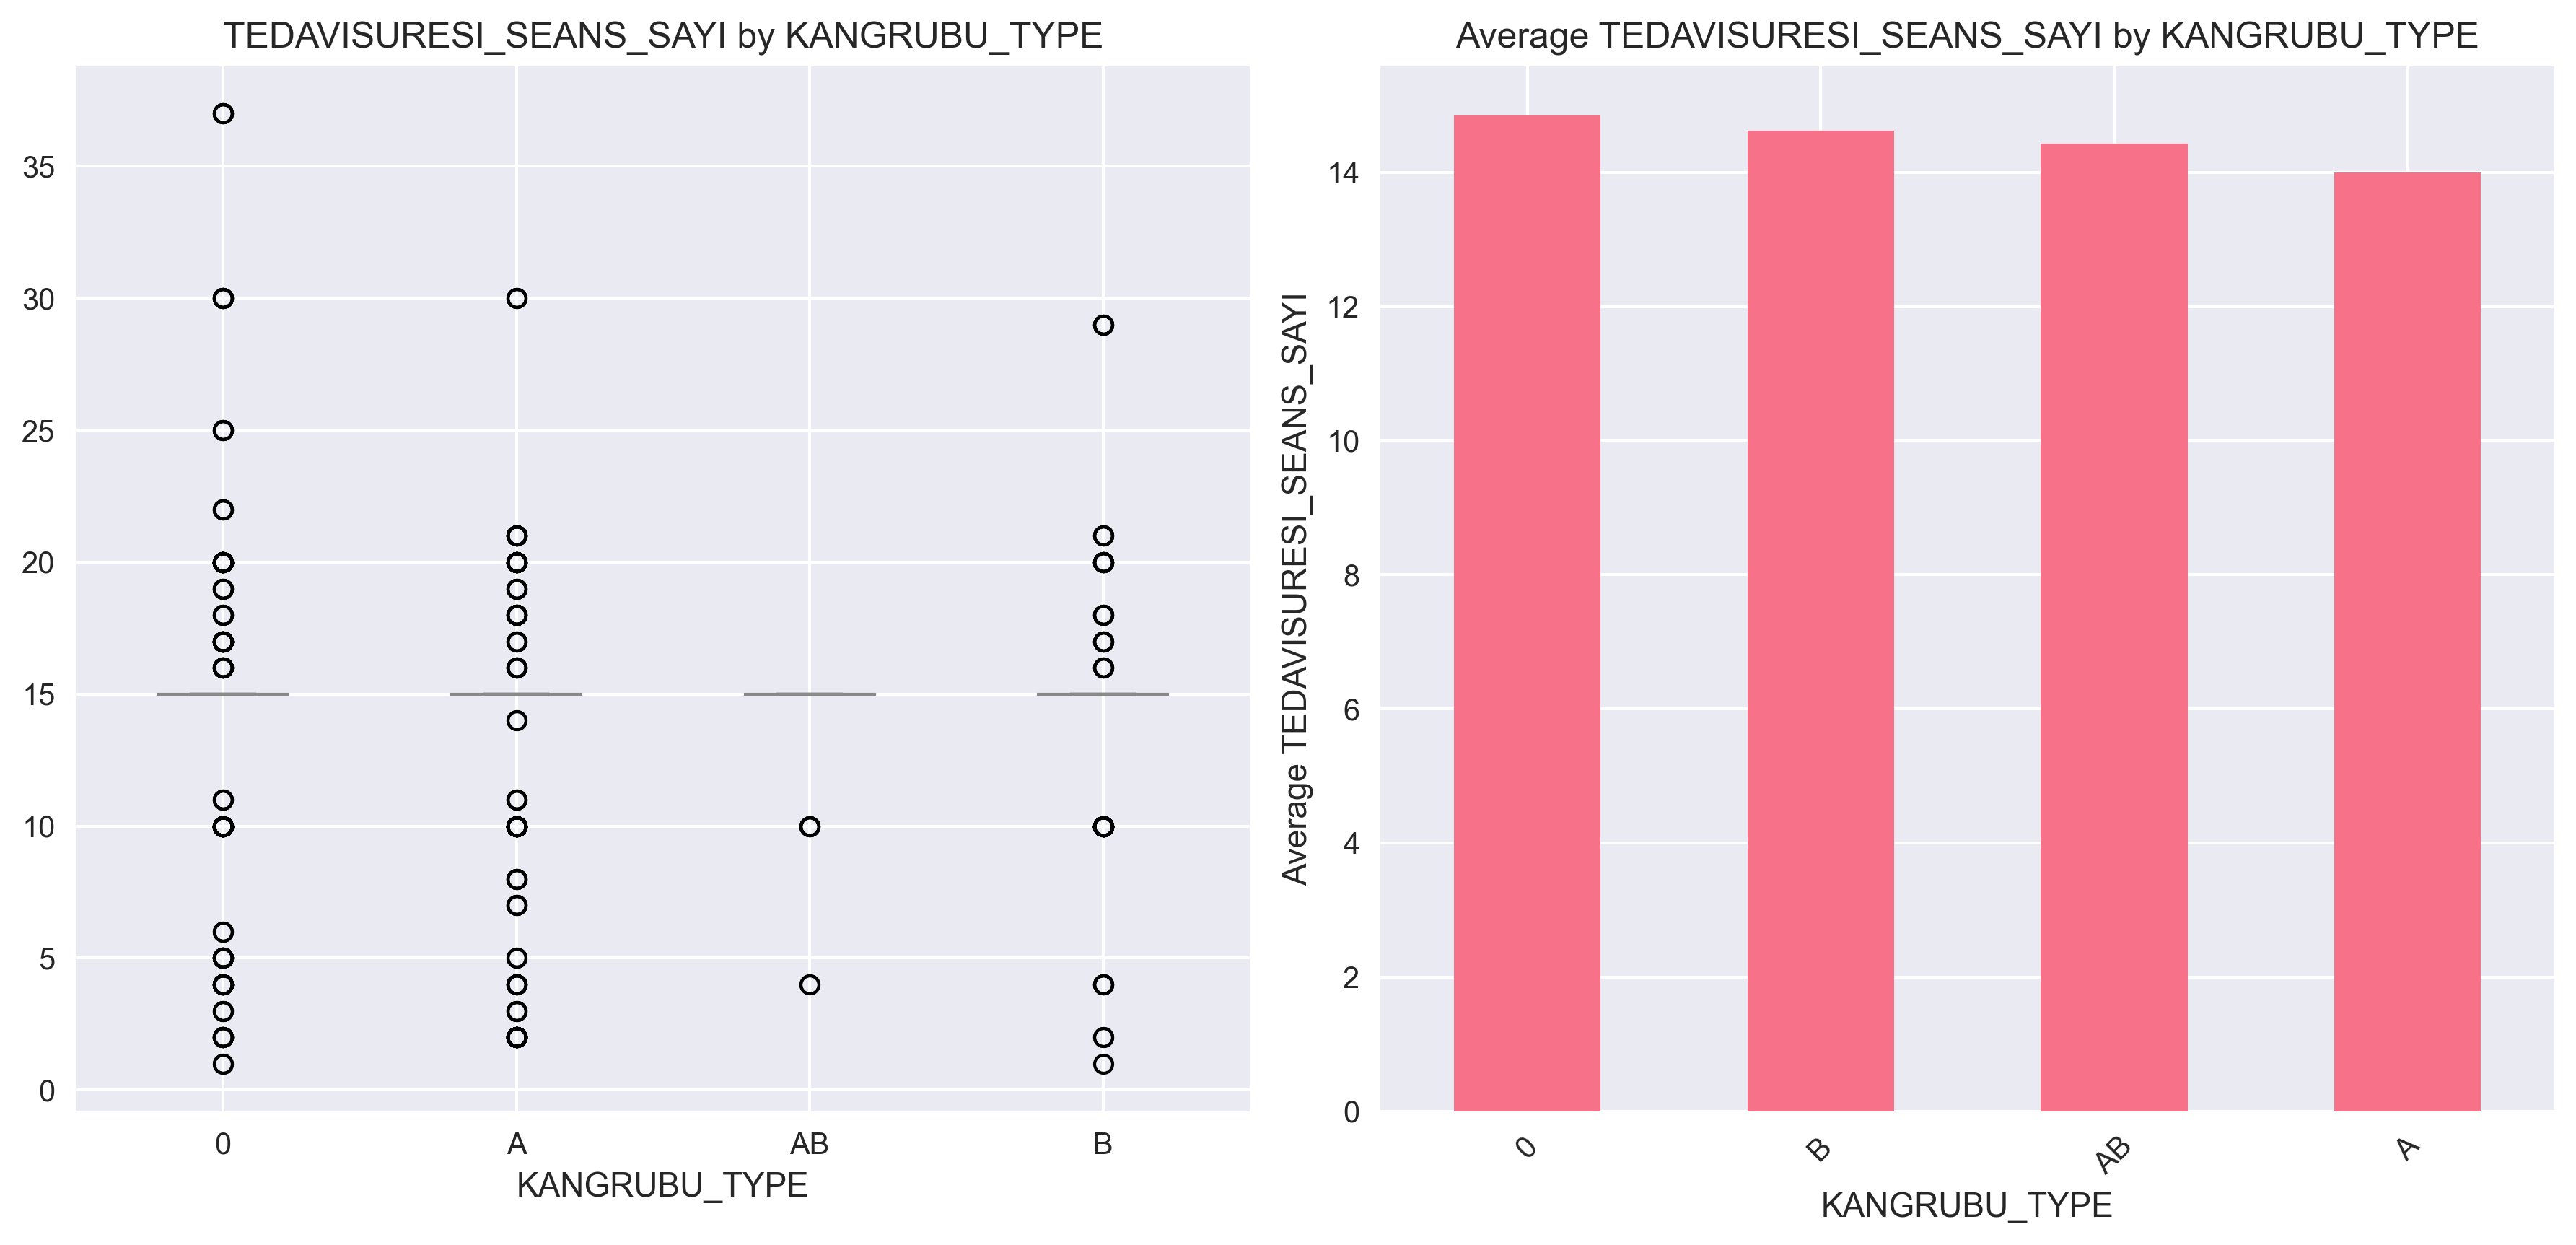 TEDAVISURESI_SEANS_SAYI by KANGRUBU_TYPE
35
30
25
20
15
10
5
0
0 A AB B
KANGRUBU_TYPE
Average TEDAVISURESI_SEANS_SAYI by KANGRUBU_TYPE
Average TEDAVISURESI_SEANS_SAYI
14
12
10
8
6
4
2
0
0 B AB A
KANGRUBU_TYPE